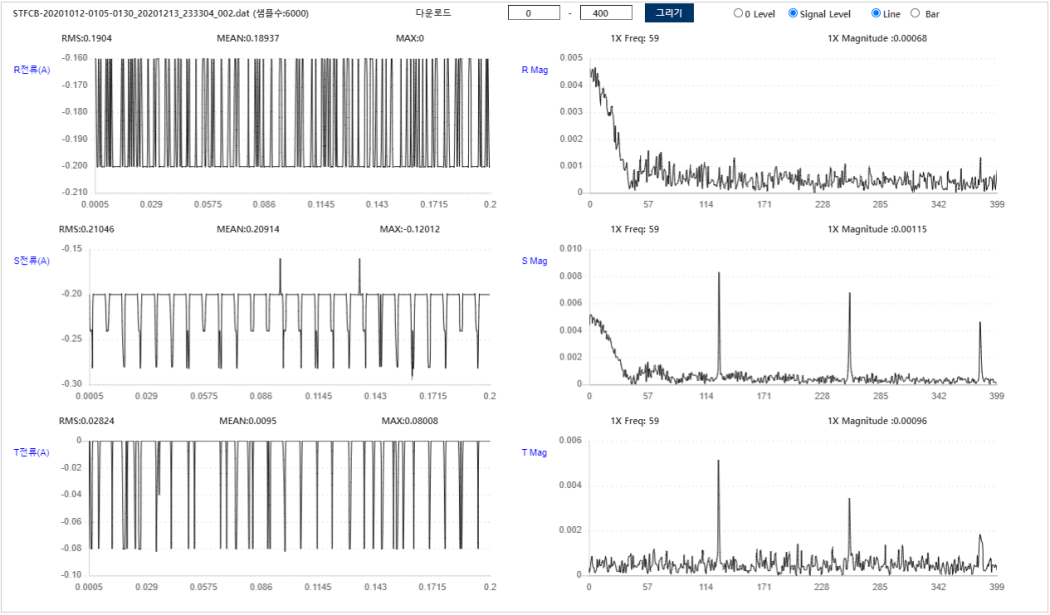 STFCB-20201012-0105-0130_20201213_233304_002.dat (샘플수:6000) 다운로드 0 - 400 그리기 0 Level Signal Level Line Bar
RMS:0.1904 MEAN:0.18937 MAX:0 1X Freq: 59 1X Magnitude :0.00068
R전류(A)
-0.160
-0.170
-0.180
-0.190
-0.200
-0.210
0.0005 0.029 0.0575 0.086 0.1145 0.143 0.1715 0.2
R Mag
0.005
0.004
0.003
0.002
0.001
0
0 57 114 171 228 285 342 399
RMS:0.21046 MEAN:0.20914 MAX:-0.12012 1X Freq: 59 1X Magnitude :0.00115
S전류(A)
-0.15
-0.20
-0.25
-0.30
0.0005 0.029 0.0575 0.086 0.1145 0.143 0.1715 0.2
S Mag
0.010
0.008
0.006
0.004
0.002
0
0 57 114 171 228 285 342 399
RMS:0.02824 MEAN:0.0095 MAX:0.08008 1X Freq: 59 1X Magnitude :0.00096
T전류(A)
0
-0.02
-0.04
-0.06
-0.08
-0.10
0.0005 0.029 0.0575 0.086 0.1145 0.143 0.1715 0.2
T Mag
0.006
0.004
0.002
0
0 57 114 171 228 285 342 399